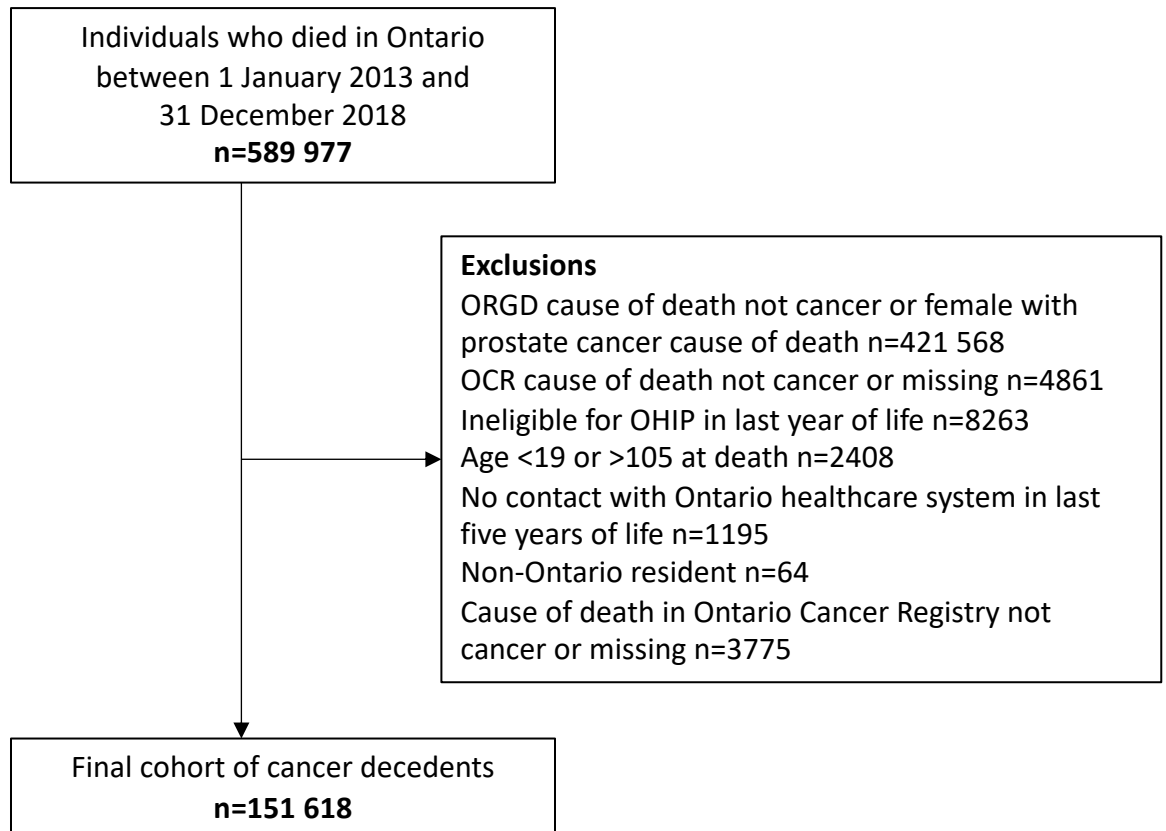 Individuals who died in Ontario
between 1 January 2013 and
31 December 2018
n=589 977
Exclusions
ORGD cause of death not cancer or female with
prostate cancer cause of death n=421 568
OCR cause of death not cancer or missing n=4861
Ineligible for OHIP in last year of life n=8263
Age <19 or >105 at death n=2408
No contact with Ontario healthcare system in last
five years of life n=1195
Non-Ontario resident n=64
Cause of death in Ontario Cancer Registry not
cancer or missing n=3775
Final cohort of cancer decedents
n=151 618